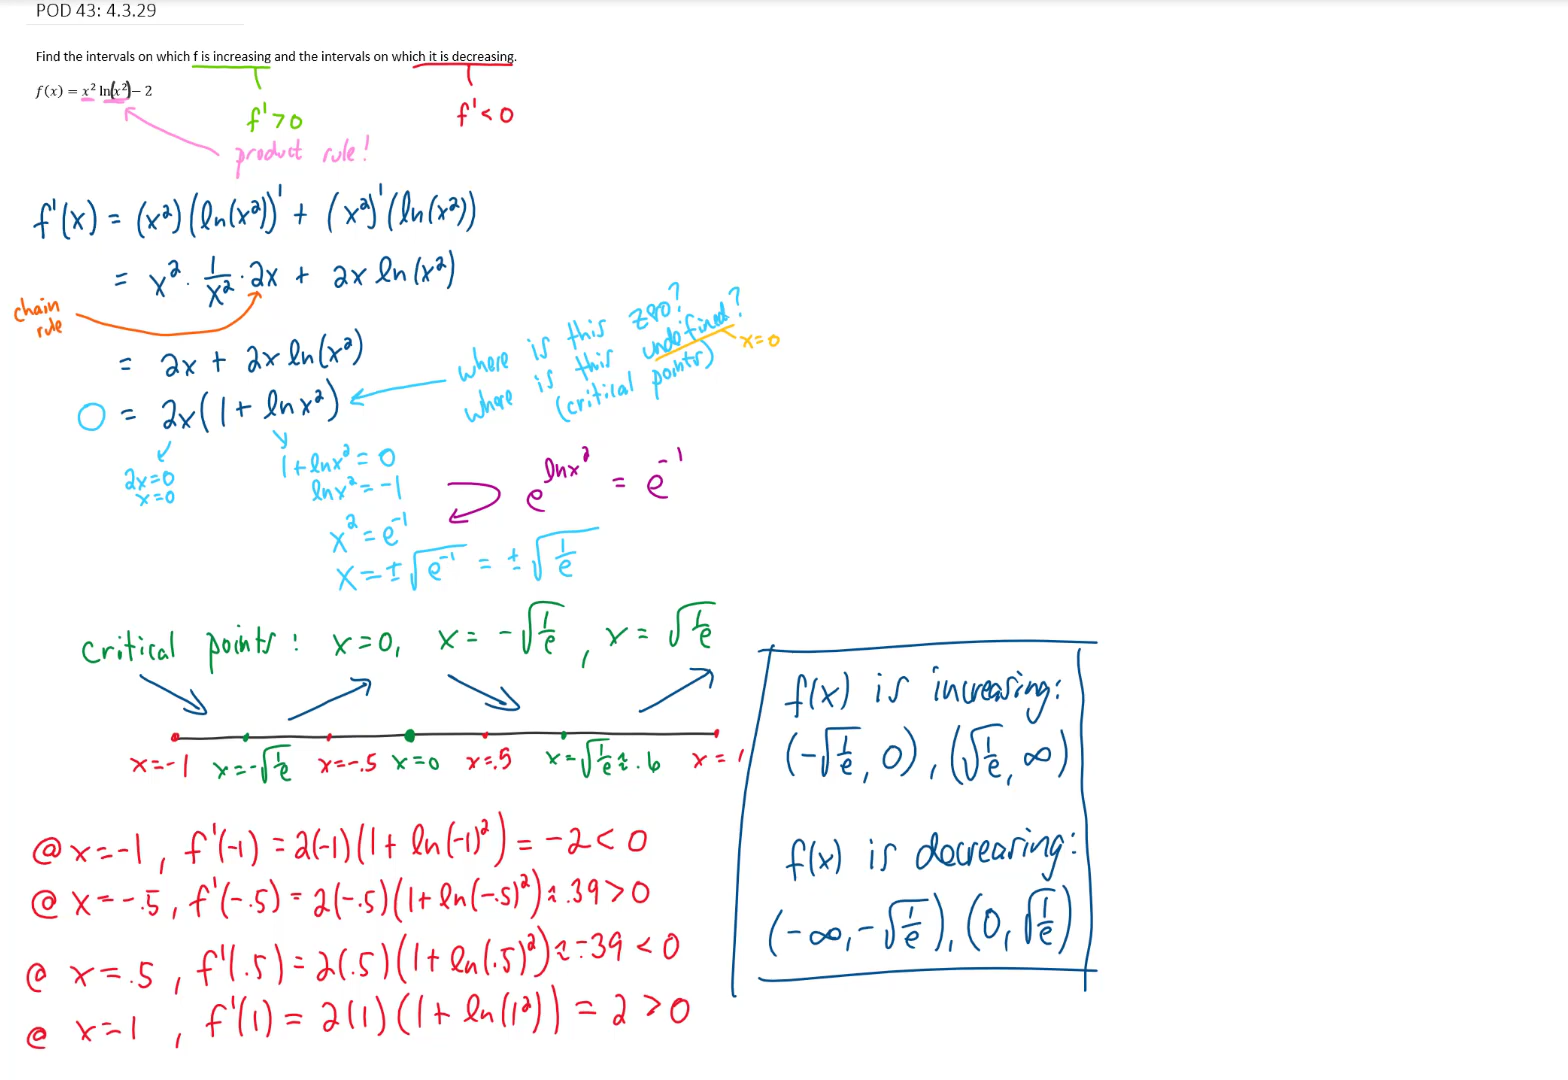 POD 43: 4.3.29
Find the intervals on which f is increasing and the intervals on which it is decreasing.
f(x) = x² ln(x²) – 2
f'>0
f'<0
product rule!
f'(x) = (x²)(ln(x²))' + (x²)'(ln(x²))
= x² · 1/x² · 2x + 2x ln(x²)
chain rule
= 2x + 2x ln(x²)
where is this zero?
where is this undefined?
(critical points)
x=0
0 = 2x(1 + ln x²)
2x=0
x=0
1+lnx² = 0
lnx² = -1
e^(lnx²) = e^-1
x² = e^-1
x = ±√(e^-1) = ±√(1/e)
critical points: x=0, x= -√(1/e), x= √(1/e)
x=-1 x=-√(1/e) x=-.5 x=0 x=.5 x=√(1/e)≈.6 x=1
@ x=-1, f'(-1) = 2(-1)(1+ ln(-1)²) = -2 < 0
@ x=-.5, f'(-.5) = 2(-.5)(1+ ln(-.5)²) ≈ .39 > 0
@ x=.5, f'(.5) = 2(.5)(1+ ln(.5)²) ≈ -.39 < 0
@ x=1, f'(1) = 2(1)(1+ ln(1²)) = 2 > 0
f(x) is increasing:
(-√(1/e), 0), (√(1/e), ∞)
f(x) is decreasing:
(-∞, -√(1/e)), (0, √(1/e))